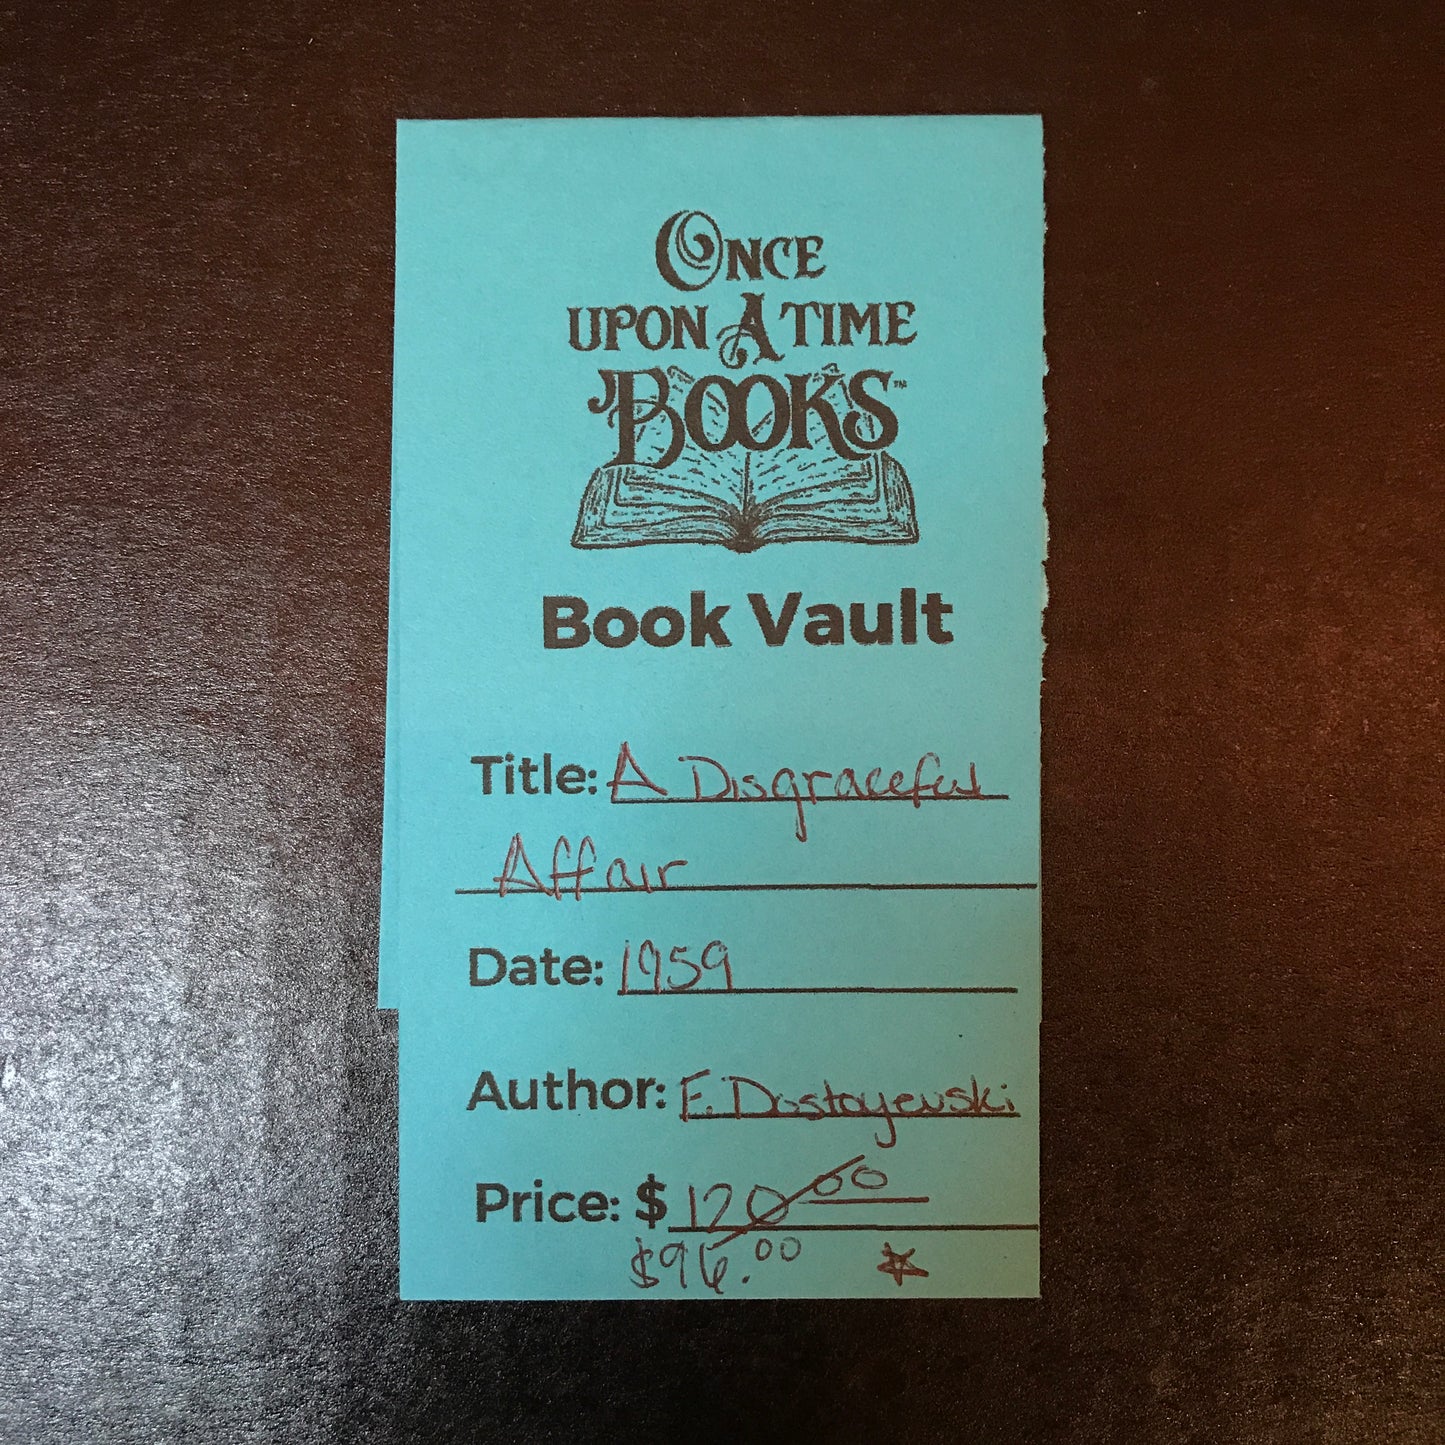 ONCE
UPON A TIME
BOOKS™
Book Vault
Title: A Disgraceful
Affair
Date: 1959
Author: F. Dostoyevski
Price: $ 120 00
$96.00